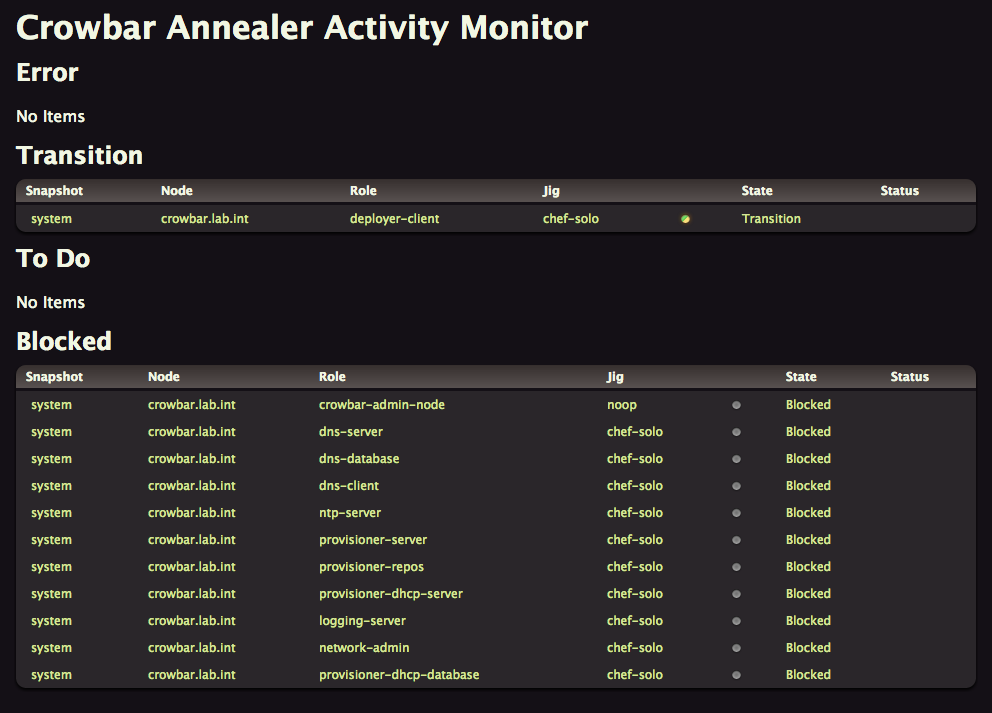 Crowbar Annealer Activity Monitor
Error
No Items
Transition
Snapshot Node Role Jig State Status
system crowbar.lab.int deployer-client chef-solo Transition
To Do
No Items
Blocked
Snapshot Node Role Jig State Status
system crowbar.lab.int crowbar-admin-node noop Blocked
system crowbar.lab.int dns-server chef-solo Blocked
system crowbar.lab.int dns-database chef-solo Blocked
system crowbar.lab.int dns-client chef-solo Blocked
system crowbar.lab.int ntp-server chef-solo Blocked
system crowbar.lab.int provisioner-server chef-solo Blocked
system crowbar.lab.int provisioner-repos chef-solo Blocked
system crowbar.lab.int provisioner-dhcp-server chef-solo Blocked
system crowbar.lab.int logging-server chef-solo Blocked
system crowbar.lab.int network-admin chef-solo Blocked
system crowbar.lab.int provisioner-dhcp-database chef-solo Blocked